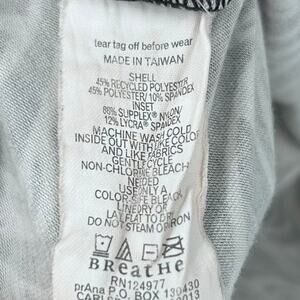 tear tag off before wear
MADE IN TAIWAN
SHELL
45% RECYCLED POLYESTER
45% POLYESTER/ 10% SPANDEX
INSET
88% SUPPLEX® NYLON/
12% LYCRA® SPANDEX
MACHINE WASH COLD
INSIDE OUT WITH LIKE COLOR
AND LIKE FABRICS
GENTLE CYCLE
NON-CHLORINE BLEACH
NEEDED
USE ONLY A
COLOR SAFE BLEACH
LINE DRY OR
LAY FLAT TO DRY
DO NOT STEAM OR IRON
BReatHe
RN124977
prAna P.O. BOX 130430
2013